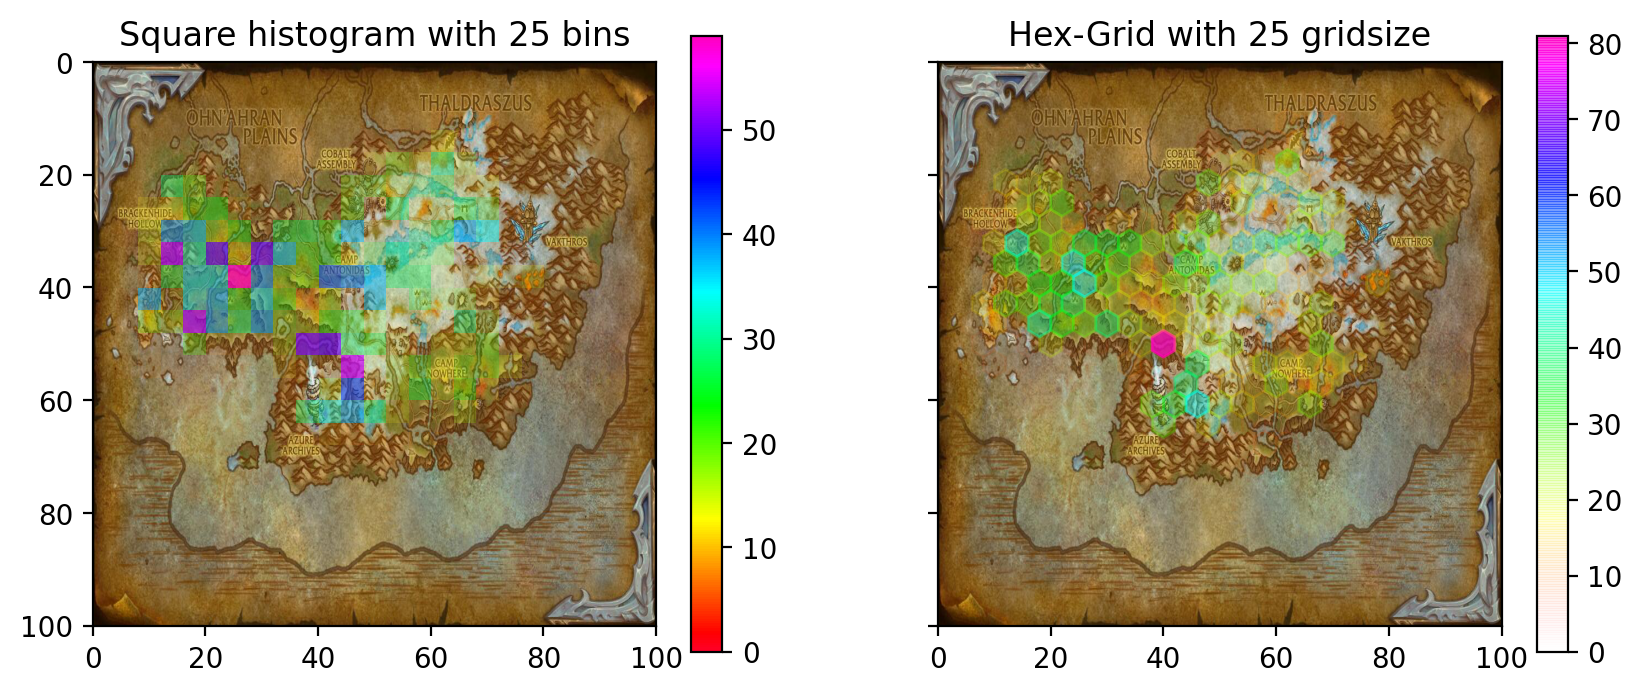 Square histogram with 25 bins
0
20
40
60
80
100
0
20
40
60
80
100
OHN'AHRAN
PLAINS
THALDRASZUS
COBALT
ASSEMBLY
BRACKENHIDE
HOLLOW
VAKTHROS
CAMP
ANTONIDAS
CAMP
NOWHERE
AZURE
ARCHIVES
50
40
30
20
10
0
Hex-Grid with 25 gridsize
OHN'AHRAN
PLAINS
THALDRASZUS
COBALT
ASSEMBLY
BRACKENHIDE
HOLLOW
VAKTHROS
CAMP
ANTONIDAS
CAMP
NOWHERE
AZURE
ARCHIVES
0
20
40
60
80
100
80
70
60
50
40
30
20
10
0